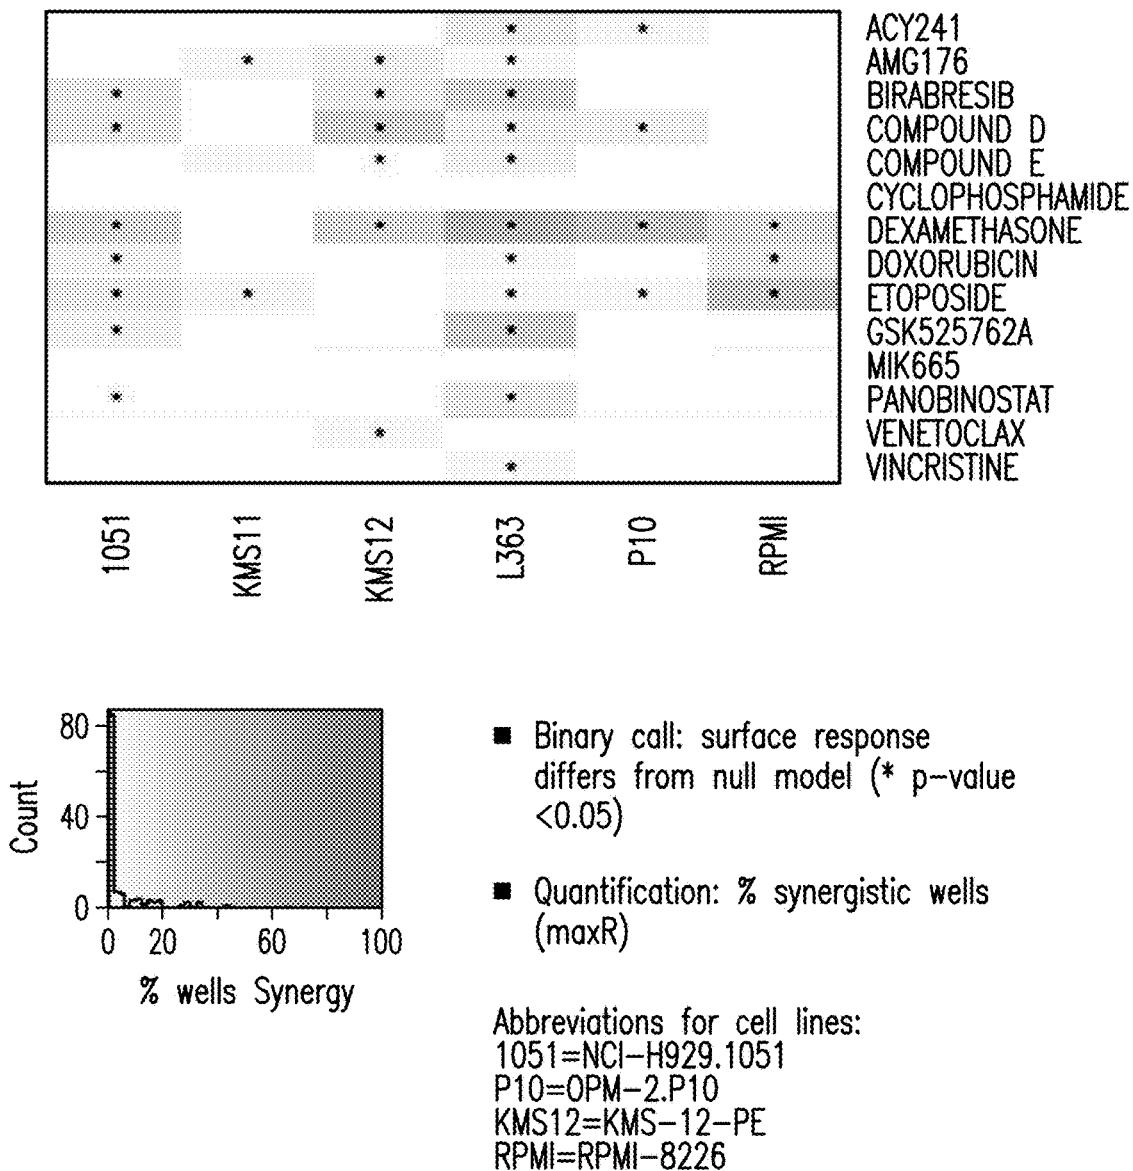 ACY241
AMG176
BIRABRESIB
COMPOUND D
COMPOUND E
CYCLOPHOSPHAMIDE
DEXAMETHASONE
DOXORUBICIN
ETOPOSIDE
GSK525762A
MIK665
PANOBINOSTAT
VENETOCLAX
VINCRISTINE
1051
KMS11
KMS12
L363
P10
RPMI
Count
80
40
0
0 20 60 100
% wells Synergy
■ Binary call: surface response
differs from null model (* p-value
<0.05)
■ Quantification: % synergistic wells
(maxR)
Abbreviations for cell lines:
1051=NCI-H929.1051
P10=OPM-2.P10
KMS12=KMS-12-PE
RPMI=RPMI-8226